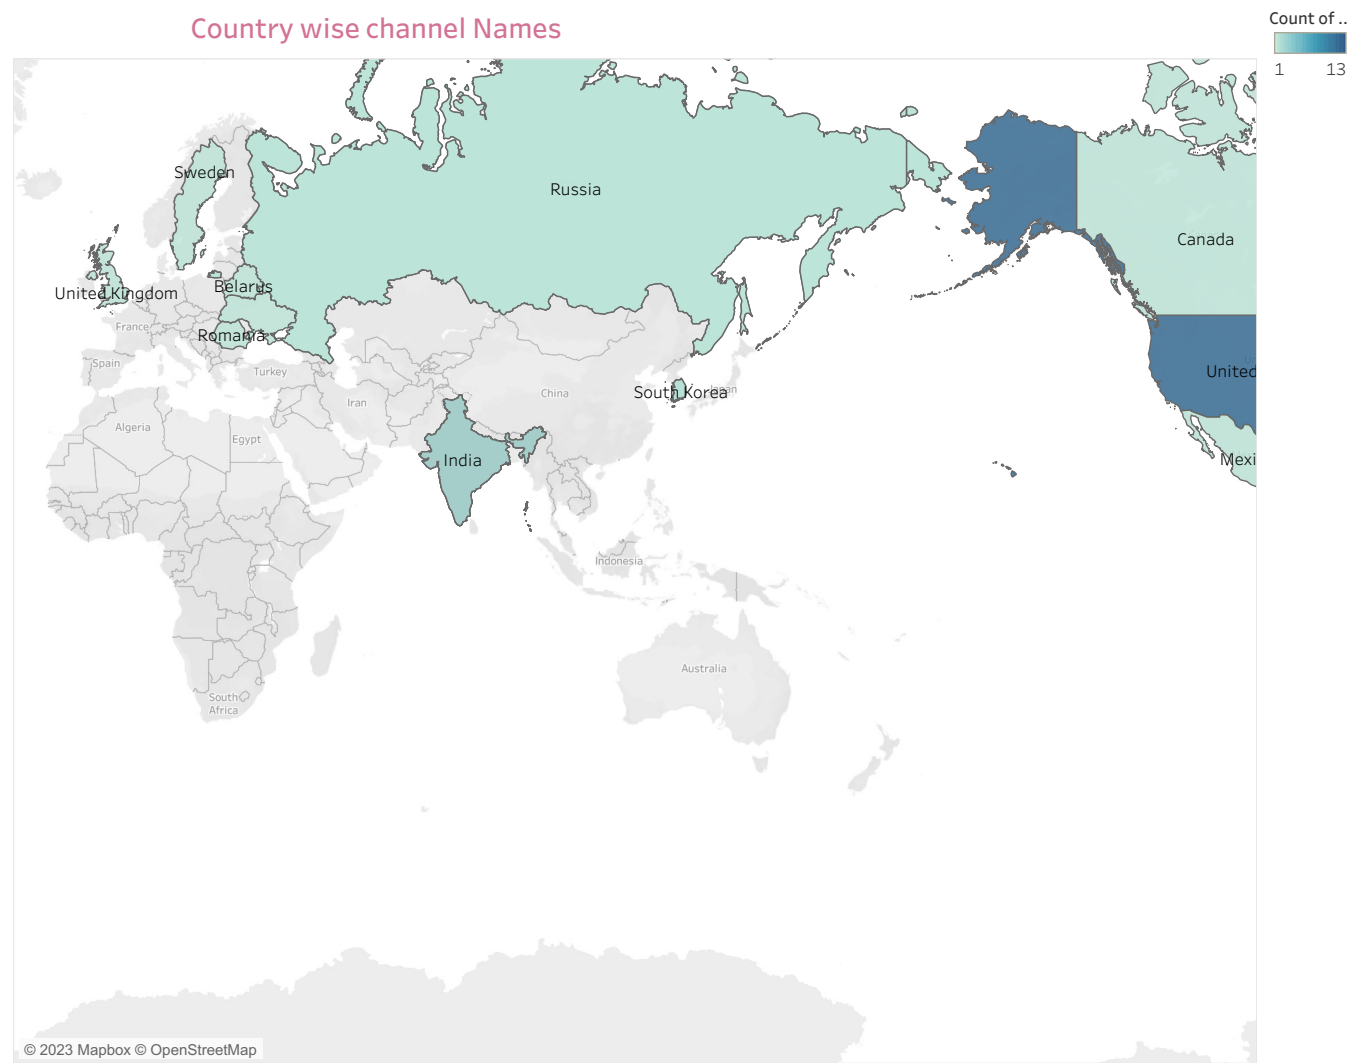 Country wise channel Names
Count of ..
1 13
Sweden
Russia
Canada
United Kingdom
Belarus
France
Romania
Spain
Turkey
United
China
South Korea
Japan
Iran
Algeria
Egypt
India
Mexi
Indonesia
Australia
South
Africa
© 2023 Mapbox © OpenStreetMap